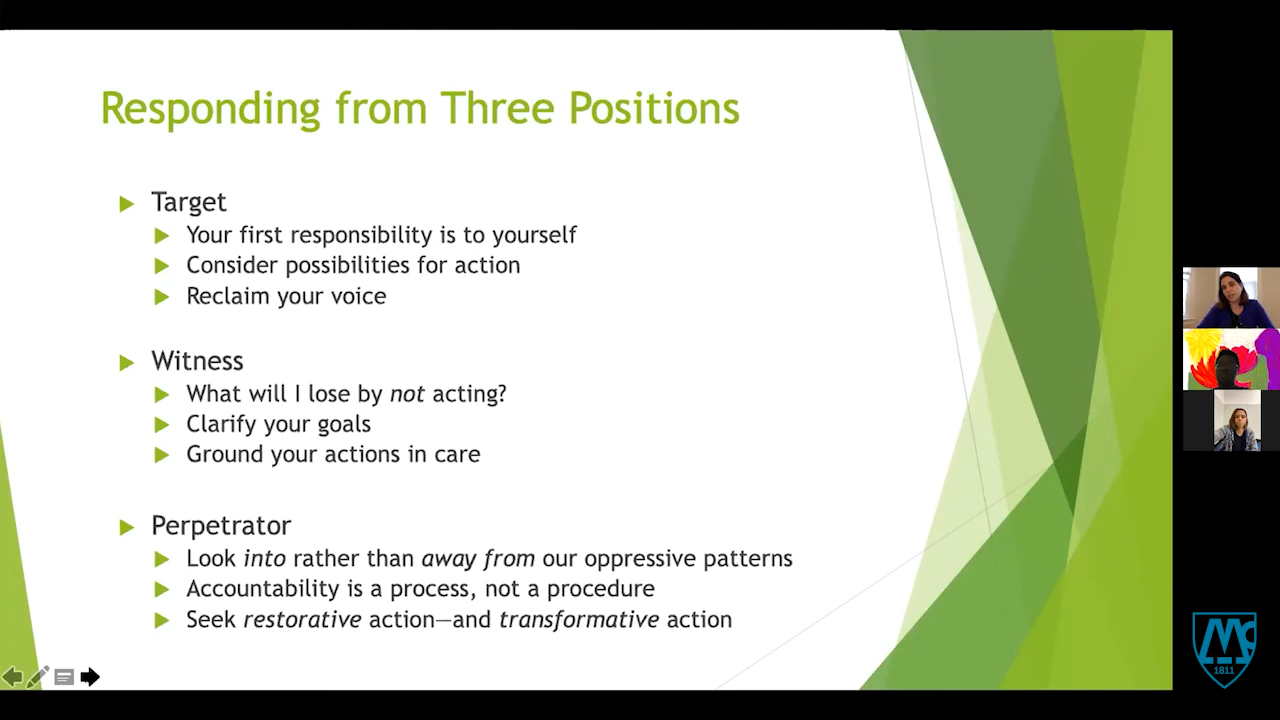 Responding from Three Positions
Target
Your first responsibility is to yourself
Consider possibilities for action
Reclaim your voice
Witness
What will I lose by not acting?
Clarify your goals
Ground your actions in care
Perpetrator
Look into rather than away from our oppressive patterns
Accountability is a process, not a procedure
Seek restorative action—and transformative action
1811